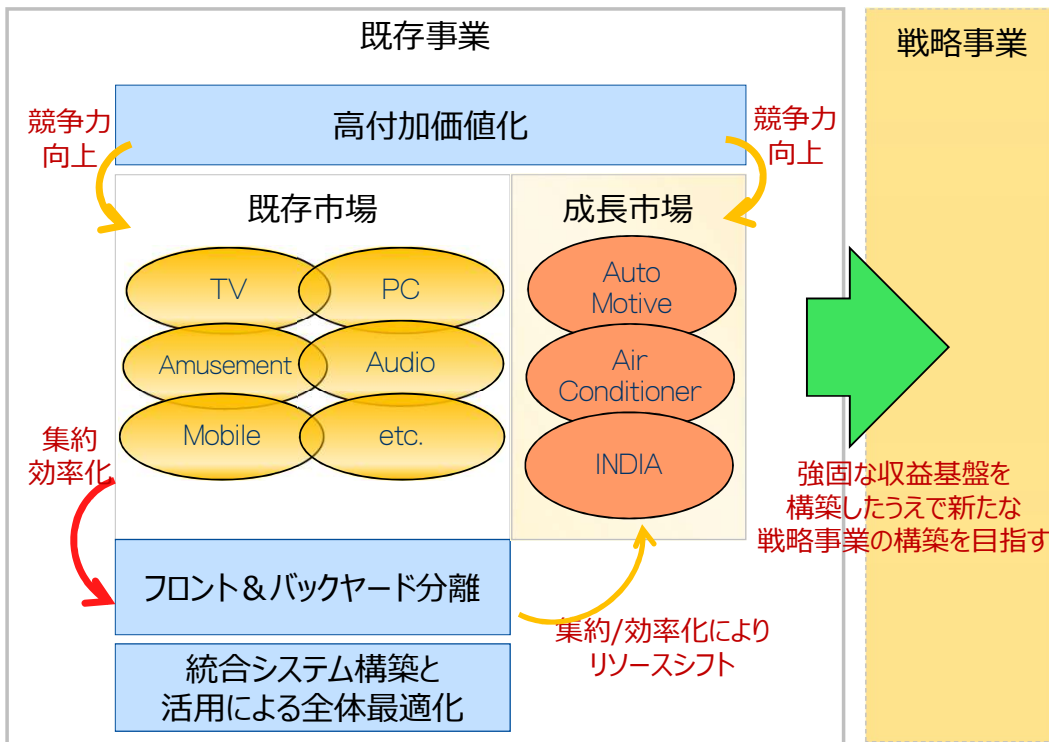 既存事業
戦略事業
高付加価値化
競争力
向上
競争力
向上
既存市場
成長市場
TV
PC
Amusement
Audio
Mobile
etc.
Auto
Motive
Air
Conditioner
INDIA
集約
効率化
強固な収益基盤を
構築したうえで新たな
戦略事業の構築を目指す
フロント&バックヤード分離
集約/効率化により
リソースシフト
統合システム構築と
活用による全体最適化